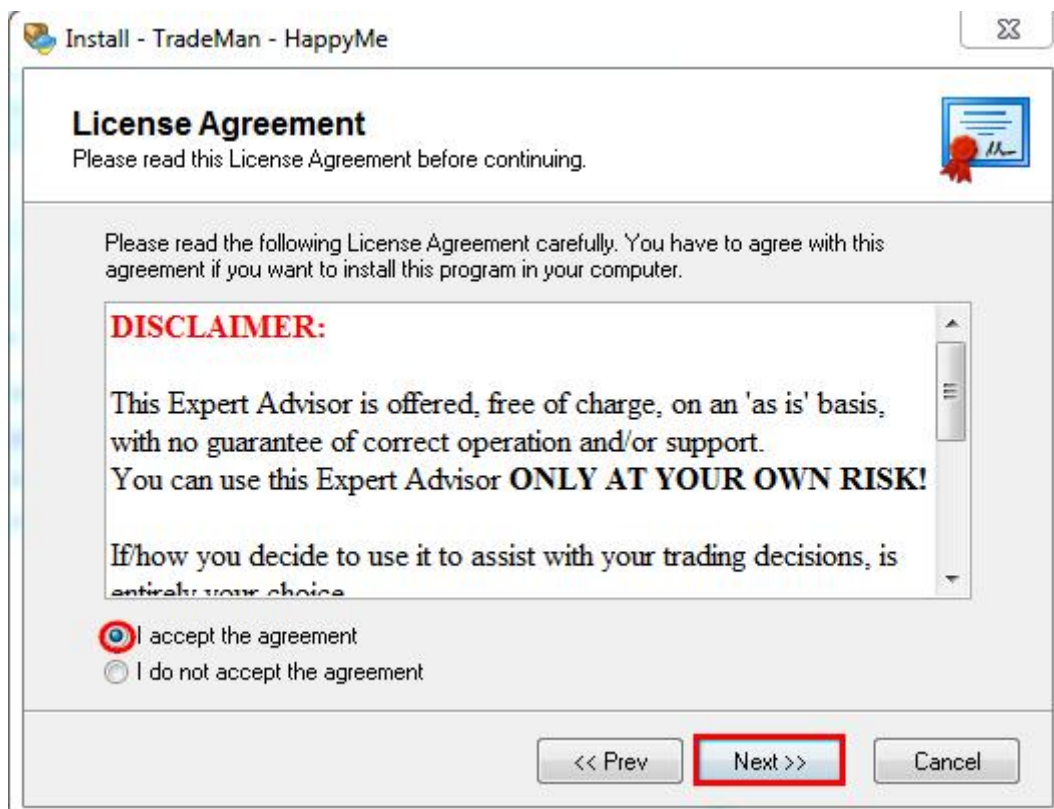 Install - TradeMan - HappyMe
License Agreement
Please read this License Agreement before continuing.
Please read the following License Agreement carefully. You have to agree with this
agreement if you want to install this program in your computer.
DISCLAIMER:
This Expert Advisor is offered, free of charge, on an 'as is' basis,
with no guarantee of correct operation and/or support.
You can use this Expert Advisor ONLY AT YOUR OWN RISK!
If/how you decide to use it to assist with your trading decisions, is
entirely your choice
I accept the agreement
I do not accept the agreement
<< Prev
Next >>
Cancel